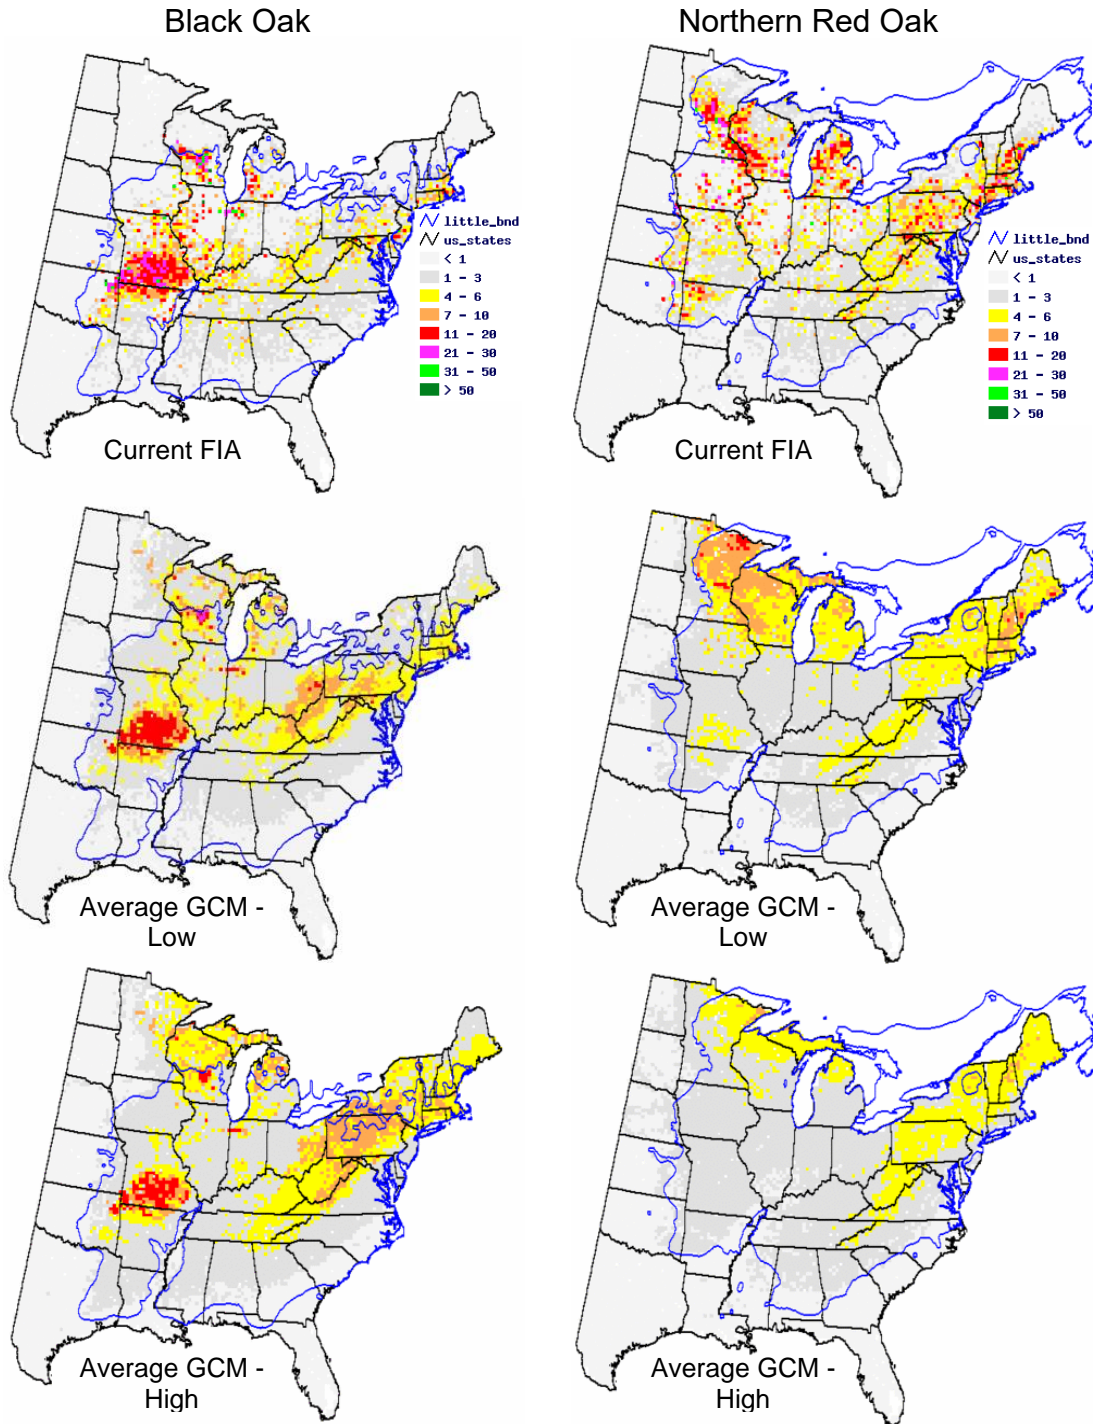 Black Oak
Northern Red Oak
little_bnd
us_states
< 1
1 - 3
4 - 6
7 - 10
11 - 20
21 - 30
31 - 50
> 50
Current FIA
little_bnd
us_states
< 1
1 - 3
4 - 6
7 - 10
11 - 20
21 - 30
31 - 50
> 50
Current FIA
Average GCM -
Low
Average GCM -
Low
Average GCM -
High
Average GCM -
High